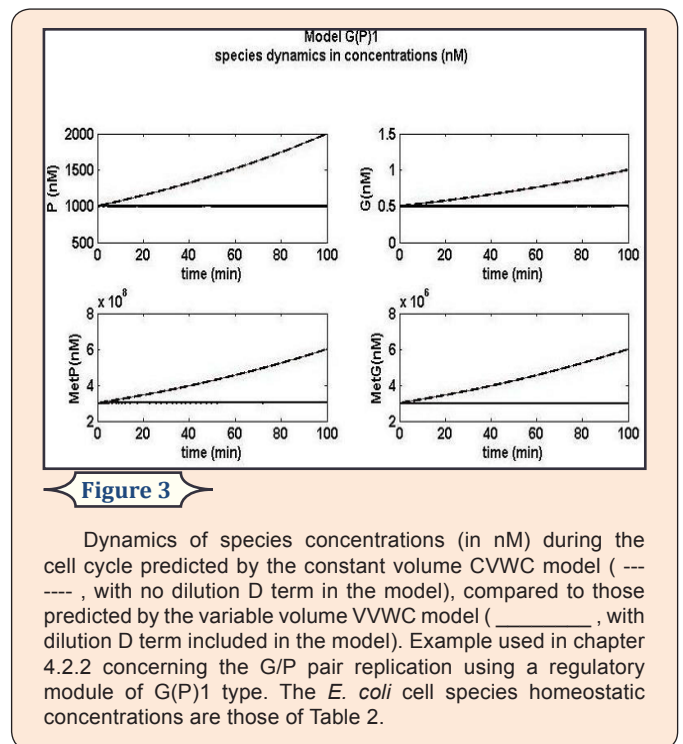 Model G(P)1
species dynamics in concentrations (nM)
2000
1500
1000
500
P (nM)
0 20 40 60 80 100
time (min)
1.5
1
0.5
0
G(nM)
0 20 40 60 80 100
time (min)
x 10^8
8
6
4
2
MetP(nM)
0 20 40 60 80 100
time (min)
x 10^6
8
6
4
2
MetG(nM)
0 20 40 60 80 100
time (min)
Figure 3
Dynamics of species concentrations (in nM) during the
cell cycle predicted by the constant volume CVWC model ( ---
---- , with no dilution D term in the model), compared to those
predicted by the variable volume VVWC model ( _________ , with
dilution D term included in the model). Example used in chapter
4.2.2 concerning the G/P pair replication using a regulatory
module of G(P)1 type. The E. coli cell species homeostatic
concentrations are those of Table 2.